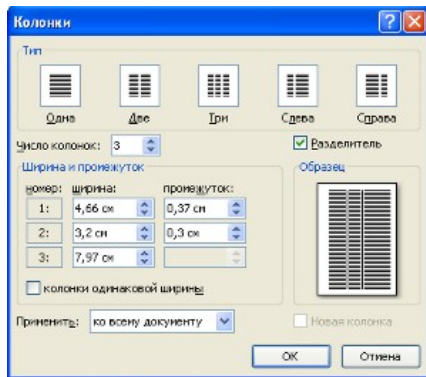 Колонки
Тип
Одна Две Три Слева Справа
Число колонок: 3 Разделитель
Ширина и промежуток Образец
номер: ширина: промежуток:
1: 4,66 см 0,37 см
2: 3,2 см 0,3 см
3: 7,97 см
колонки одинаковой ширины
Применить: ко всему документу Новая колонка
ОК Отмена